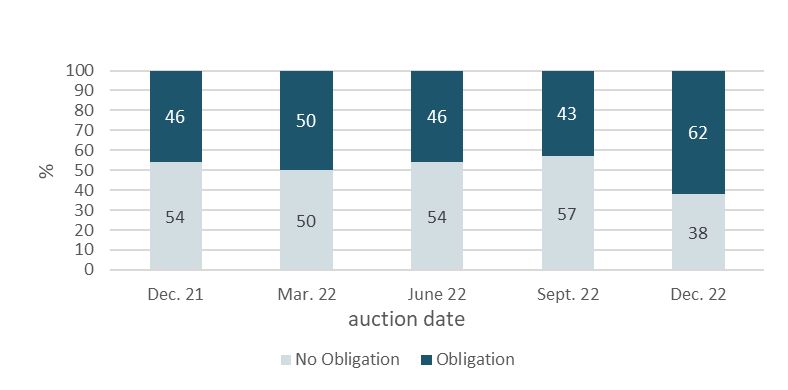 100
90
80
70
60
50
40
30
20
10
0
%
46
50
46
43
62
54
50
54
57
38
Dec. 21
Mar. 22
June 22
Sept. 22
Dec. 22
auction date
No Obligation
Obligation